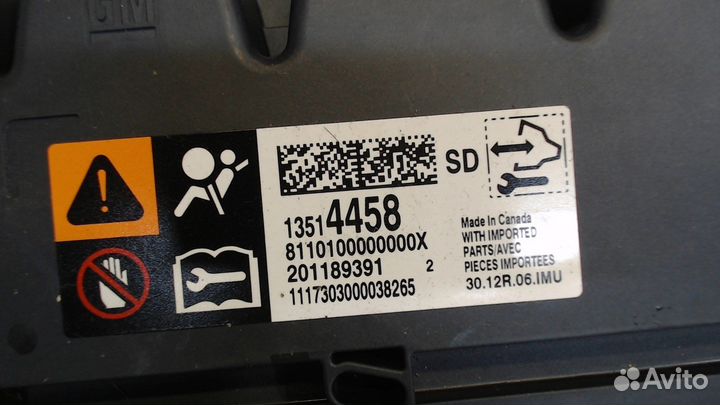 GM
SD
13514458
8110100000000X
201189391 2
1117303000038265
Made In Canada
WITH IMPORTED
PARTS/AVEC
PIECES IMPORTEES
30.12R.06.IMU
Avito